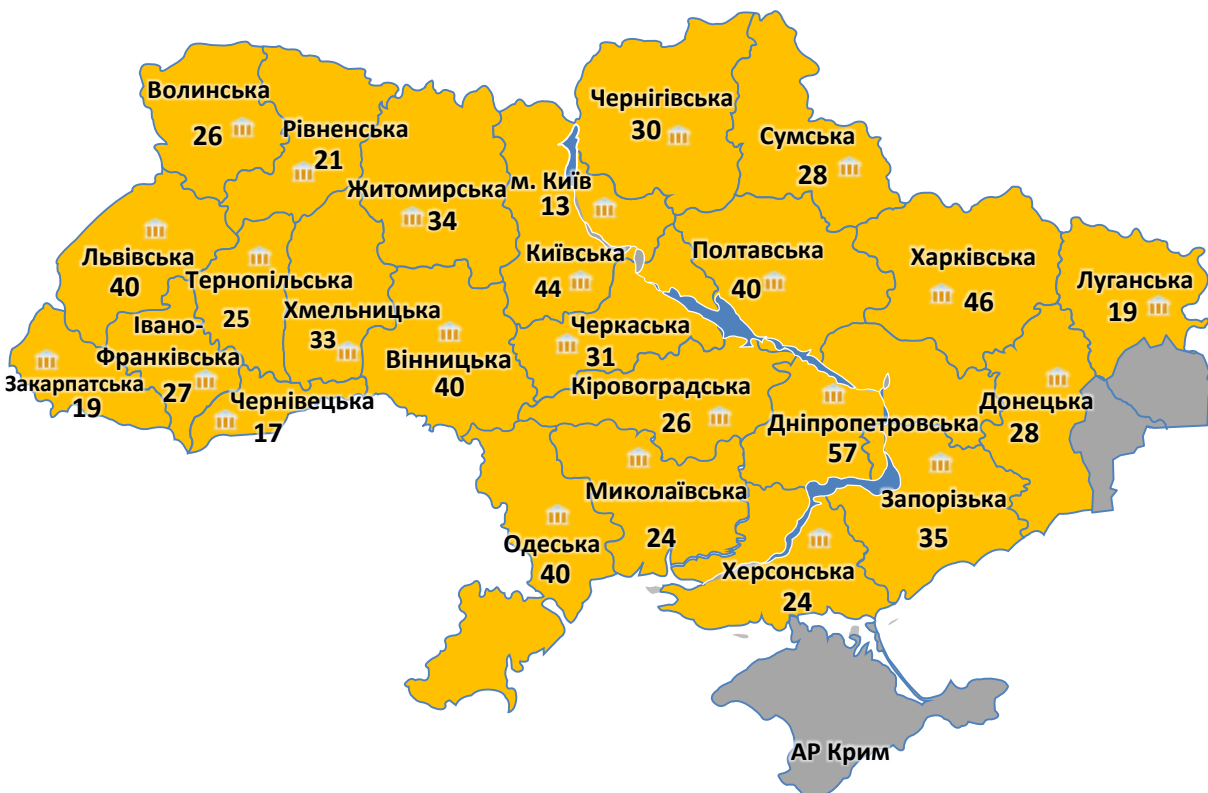 Волинська
26
Рівненська
21
Житомирська
34
м. Київ
13
Чернігівська
30
Сумська
28
Львівська
40
Тернопільська
25
Хмельницька
33
Київська
44
Полтавська
40
Харківська
46
Луганська
19
Івано-
Франківська
27
Закарпатська
19
Чернівецька
17
Вінницька
40
Черкаська
31
Кіровоградська
26
Дніпропетровська
57
Донецька
28
Миколаївська
24
Запорізька
35
Одеська
40
Херсонська
24
АР Крим